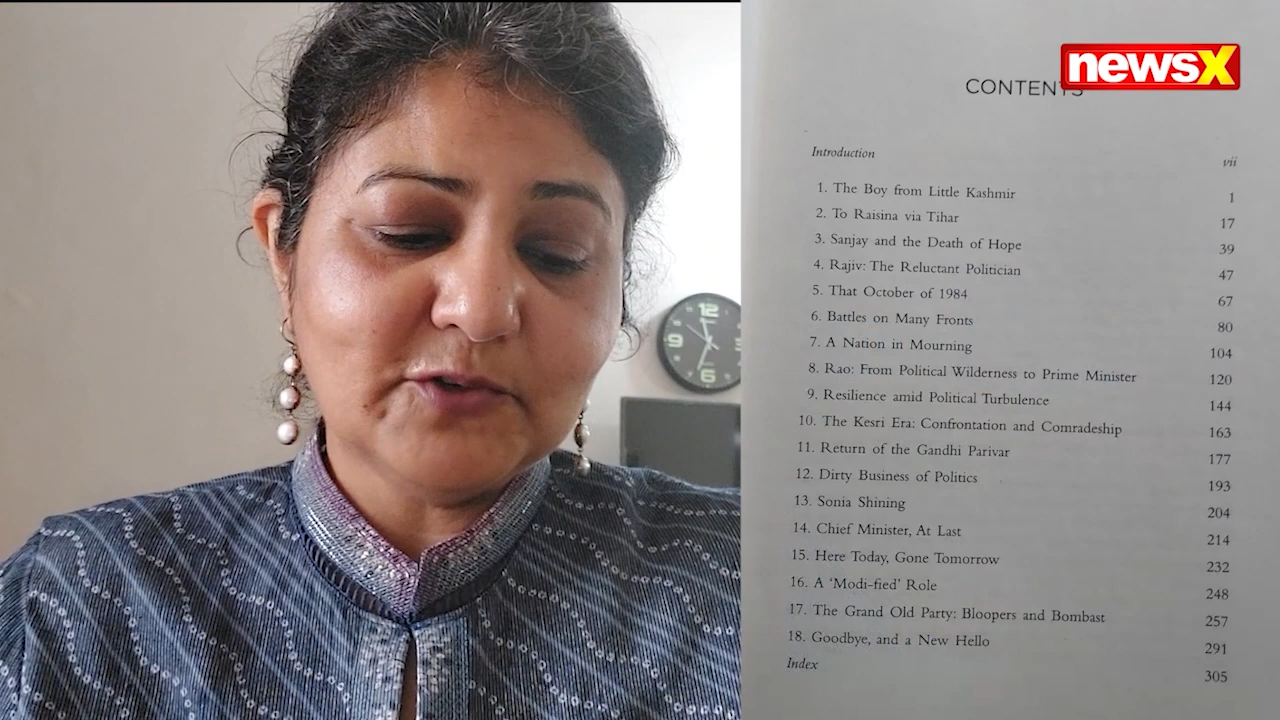 newsX
CONTENTS
Introduction vii
1. The Boy from Little Kashmir 1
2. To Raisina via Tihar 17
3. Sanjay and the Death of Hope 39
4. Rajiv: The Reluctant Politician 47
5. That October of 1984 67
6. Battles on Many Fronts 80
7. A Nation in Mourning 104
8. Rao: From Political Wilderness to Prime Minister 120
9. Resilience amid Political Turbulence 144
10. The Kesri Era: Confrontation and Comradeship 163
11. Return of the Gandhi Parivar 177
12. Dirty Business of Politics 193
13. Sonia Shining 204
14. Chief Minister, At Last 214
15. Here Today, Gone Tomorrow 232
16. A ‘Modi-fied’ Role 248
17. The Grand Old Party: Bloopers and Bombast 257
18. Goodbye, and a New Hello 291
Index 305
12
9
6